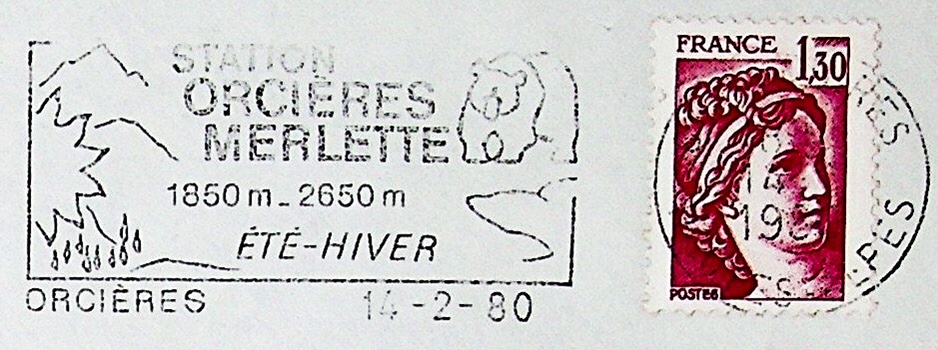 STATION
ORCIÈRES
MERLETTE
1850 m - 2650 m
ÉTÉ-HIVER
ORCIÈRES
14-2-80
FRANCE
1,30
POSTES